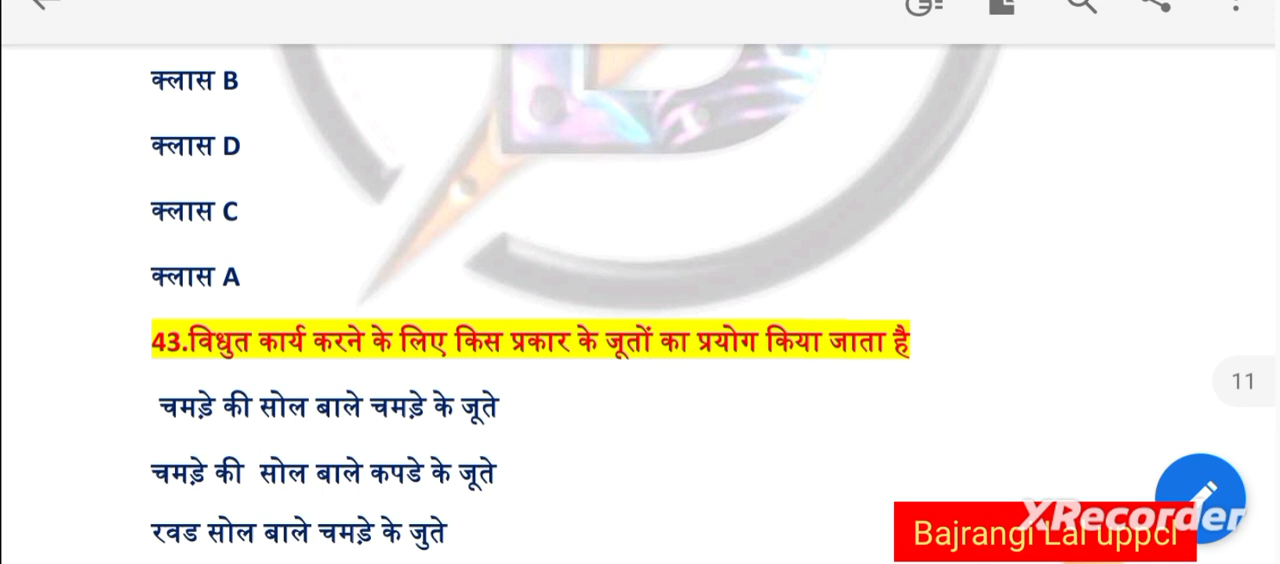 क्लास B
क्लास D
क्लास C
क्लास A
43.विधुत कार्य करने के लिए किस प्रकार के जूतों का प्रयोग किया जाता है
11
चमड़े की सोल बाले चमड़े के जूते
चमड़े की सोल बाले कपडे के जूते
रवड सोल बाले चमड़े के जुते
XRecorder
Bajrangi Lal uppcl